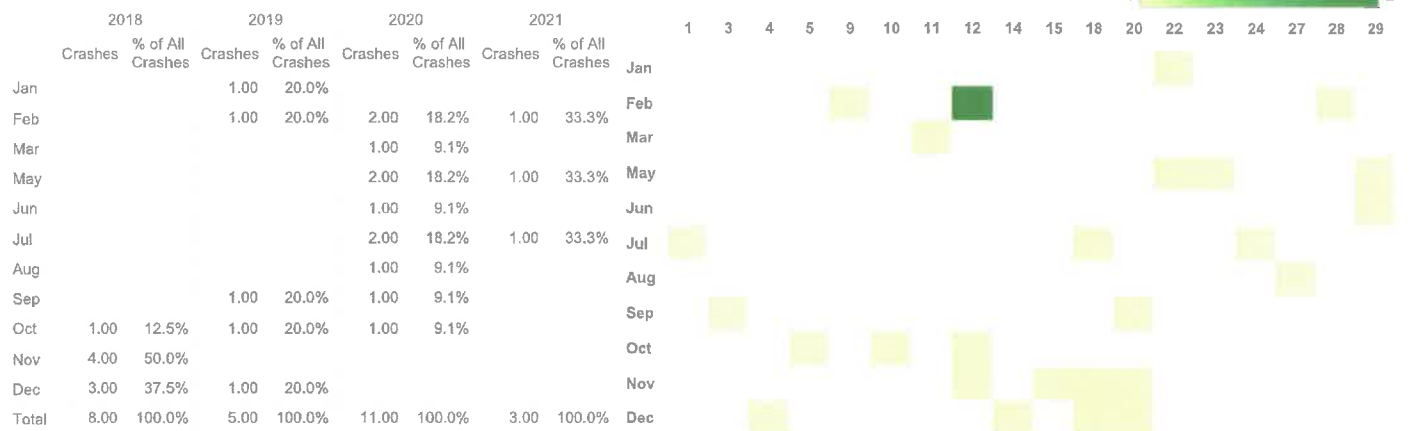 2018 2019 2020 2021
Crashes % of All Crashes Crashes % of All Crashes Crashes % of All Crashes Crashes % of All Crashes
Jan 1.00 20.0%
Feb 1.00 20.0% 2.00 18.2% 1.00 33.3%
Mar 1.00 9.1%
May 2.00 18.2% 1.00 33.3%
Jun 1.00 9.1%
Jul 2.00 18.2% 1.00 33.3%
Aug 1.00 9.1%
Sep 1.00 20.0% 1.00 9.1%
Oct 1.00 12.5% 1.00 20.0% 1.00 9.1%
Nov 4.00 50.0%
Dec 3.00 37.5% 1.00 20.0%
Total 8.00 100.0% 5.00 100.0% 11.00 100.0% 3.00 100.0%
1 3 4 5 9 10 11 12 14 15 18 20 22 23 24 27 28 29
Jan
Feb
Mar
May
Jun
Jul
Aug
Sep
Oct
Nov
Dec